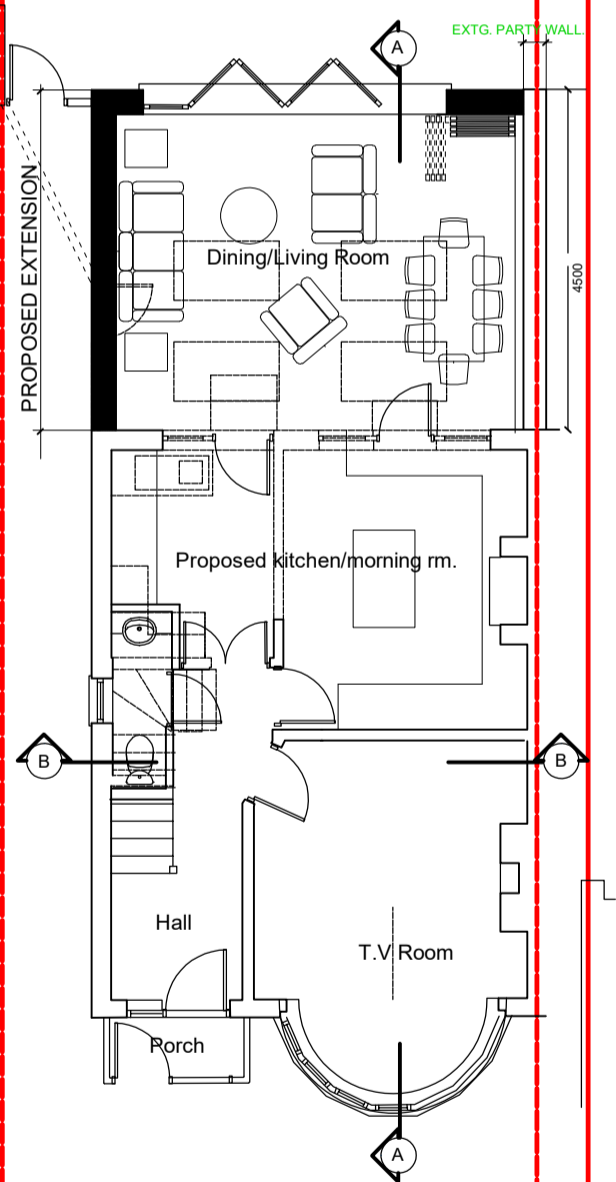 EXTG. PARTY WALL.
A
PROPOSED EXTENSION
4500
Dining/Living Room
Proposed kitchen/morning rm.
B
B
Hall
T.V Room
Porch
A